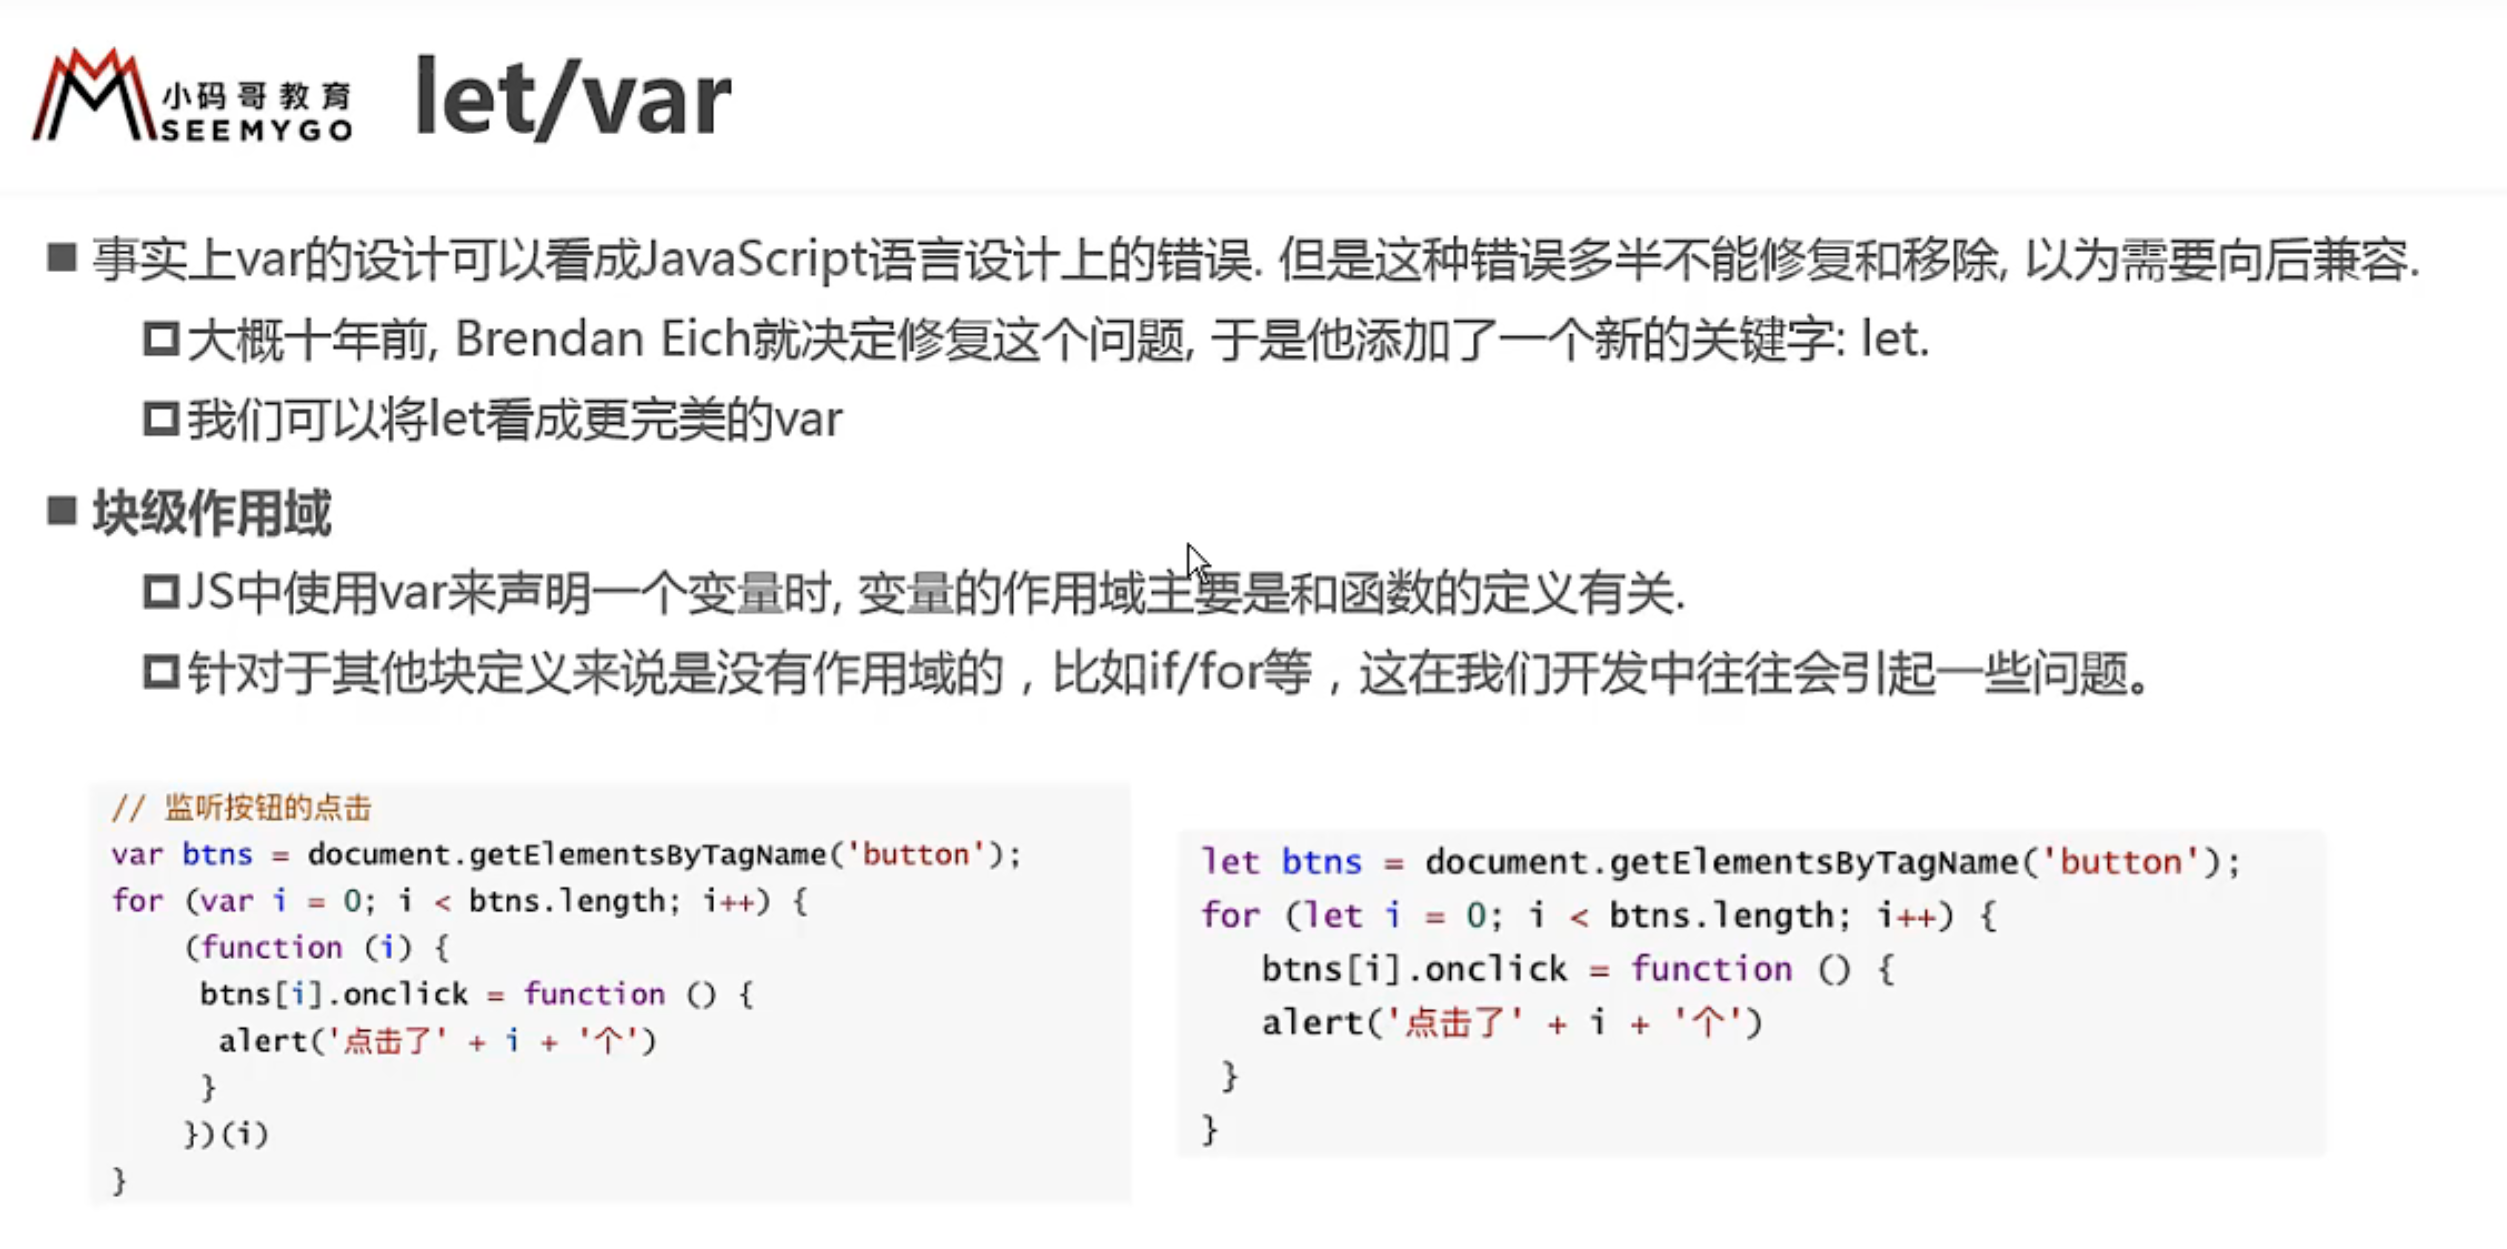 小码哥教育
SEEMYGO
let/var
事实上var的设计可以看成JavaScript语言设计上的错误. 但是这种错误多半不能修复和移除, 以为需要向后兼容.
大概十年前, Brendan Eich就决定修复这个问题, 于是他添加了一个新的关键字: let.
我们可以将let看成更完美的var
块级作用域
JS中使用var来声明一个变量时, 变量的作用域主要是和函数的定义有关.
针对于其他块定义来说是没有作用域的，比如if/for等，这在我们开发中往往会引起一些问题。
// 监听按钮的点击
var btns = document.getElementsByTagName('button');
for (var i = 0; i < btns.length; i++) {
(function (i) {
btns[i].onclick = function () {
alert('点击了' + i + '个')
}
})(i)
}
let btns = document.getElementsByTagName('button');
for (let i = 0; i < btns.length; i++) {
btns[i].onclick = function () {
alert('点击了' + i + '个')
}
}